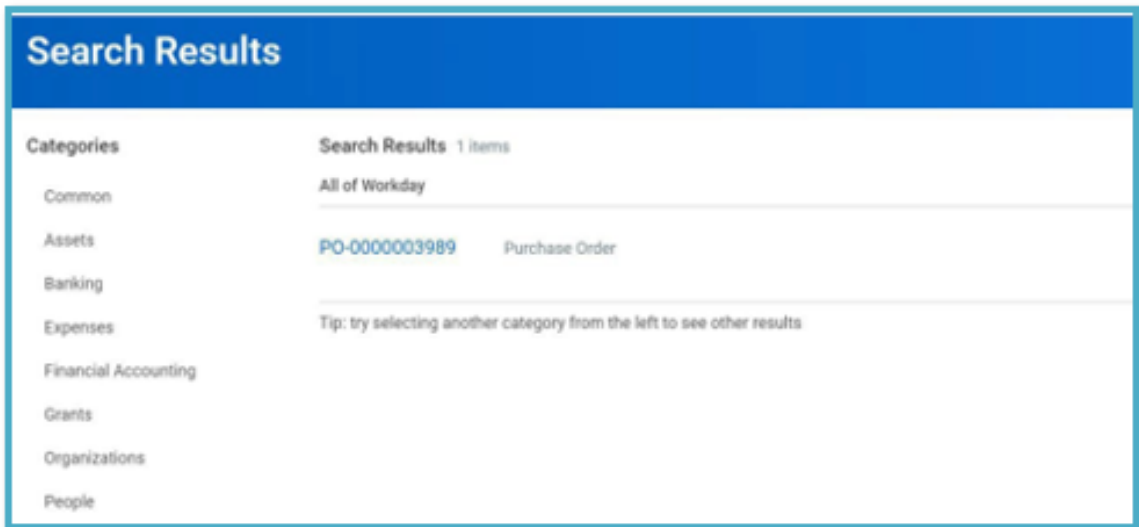 Search Results
Categories
Common
Assets
Banking
Expenses
Financial Accounting
Grants
Organizations
People
Search Results 1 items
All of Workday
PO-0000003989 Purchase Order
Tip: try selecting another category from the left to see other results